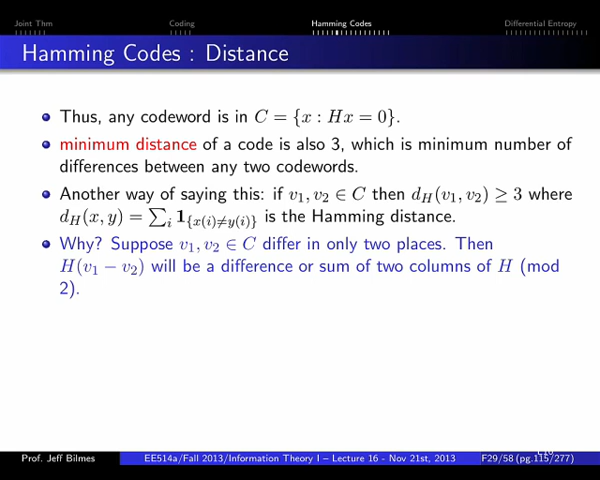 Joint Thm Coding Hamming Codes Differential Entropy
Hamming Codes : Distance
Thus, any codeword is in C = {x : Hx = 0}.
minimum distance of a code is also 3, which is minimum number of
differences between any two codewords.
Another way of saying this: if v₁, v₂ ∈ C then d_H(v₁, v₂) ≥ 3 where
d_H(x, y) = ∑ᵢ 𝟏_{x(i)≠y(i)} is the Hamming distance.
Why? Suppose v₁, v₂ ∈ C differ in only two places. Then
H(v₁ − v₂) will be a difference or sum of two columns of H (mod
2).
Prof. Jeff Bilmes EE514a/Fall 2013/Information Theory I – Lecture 16 - Nov 21st, 2013 F29/58 (pg.115/277)